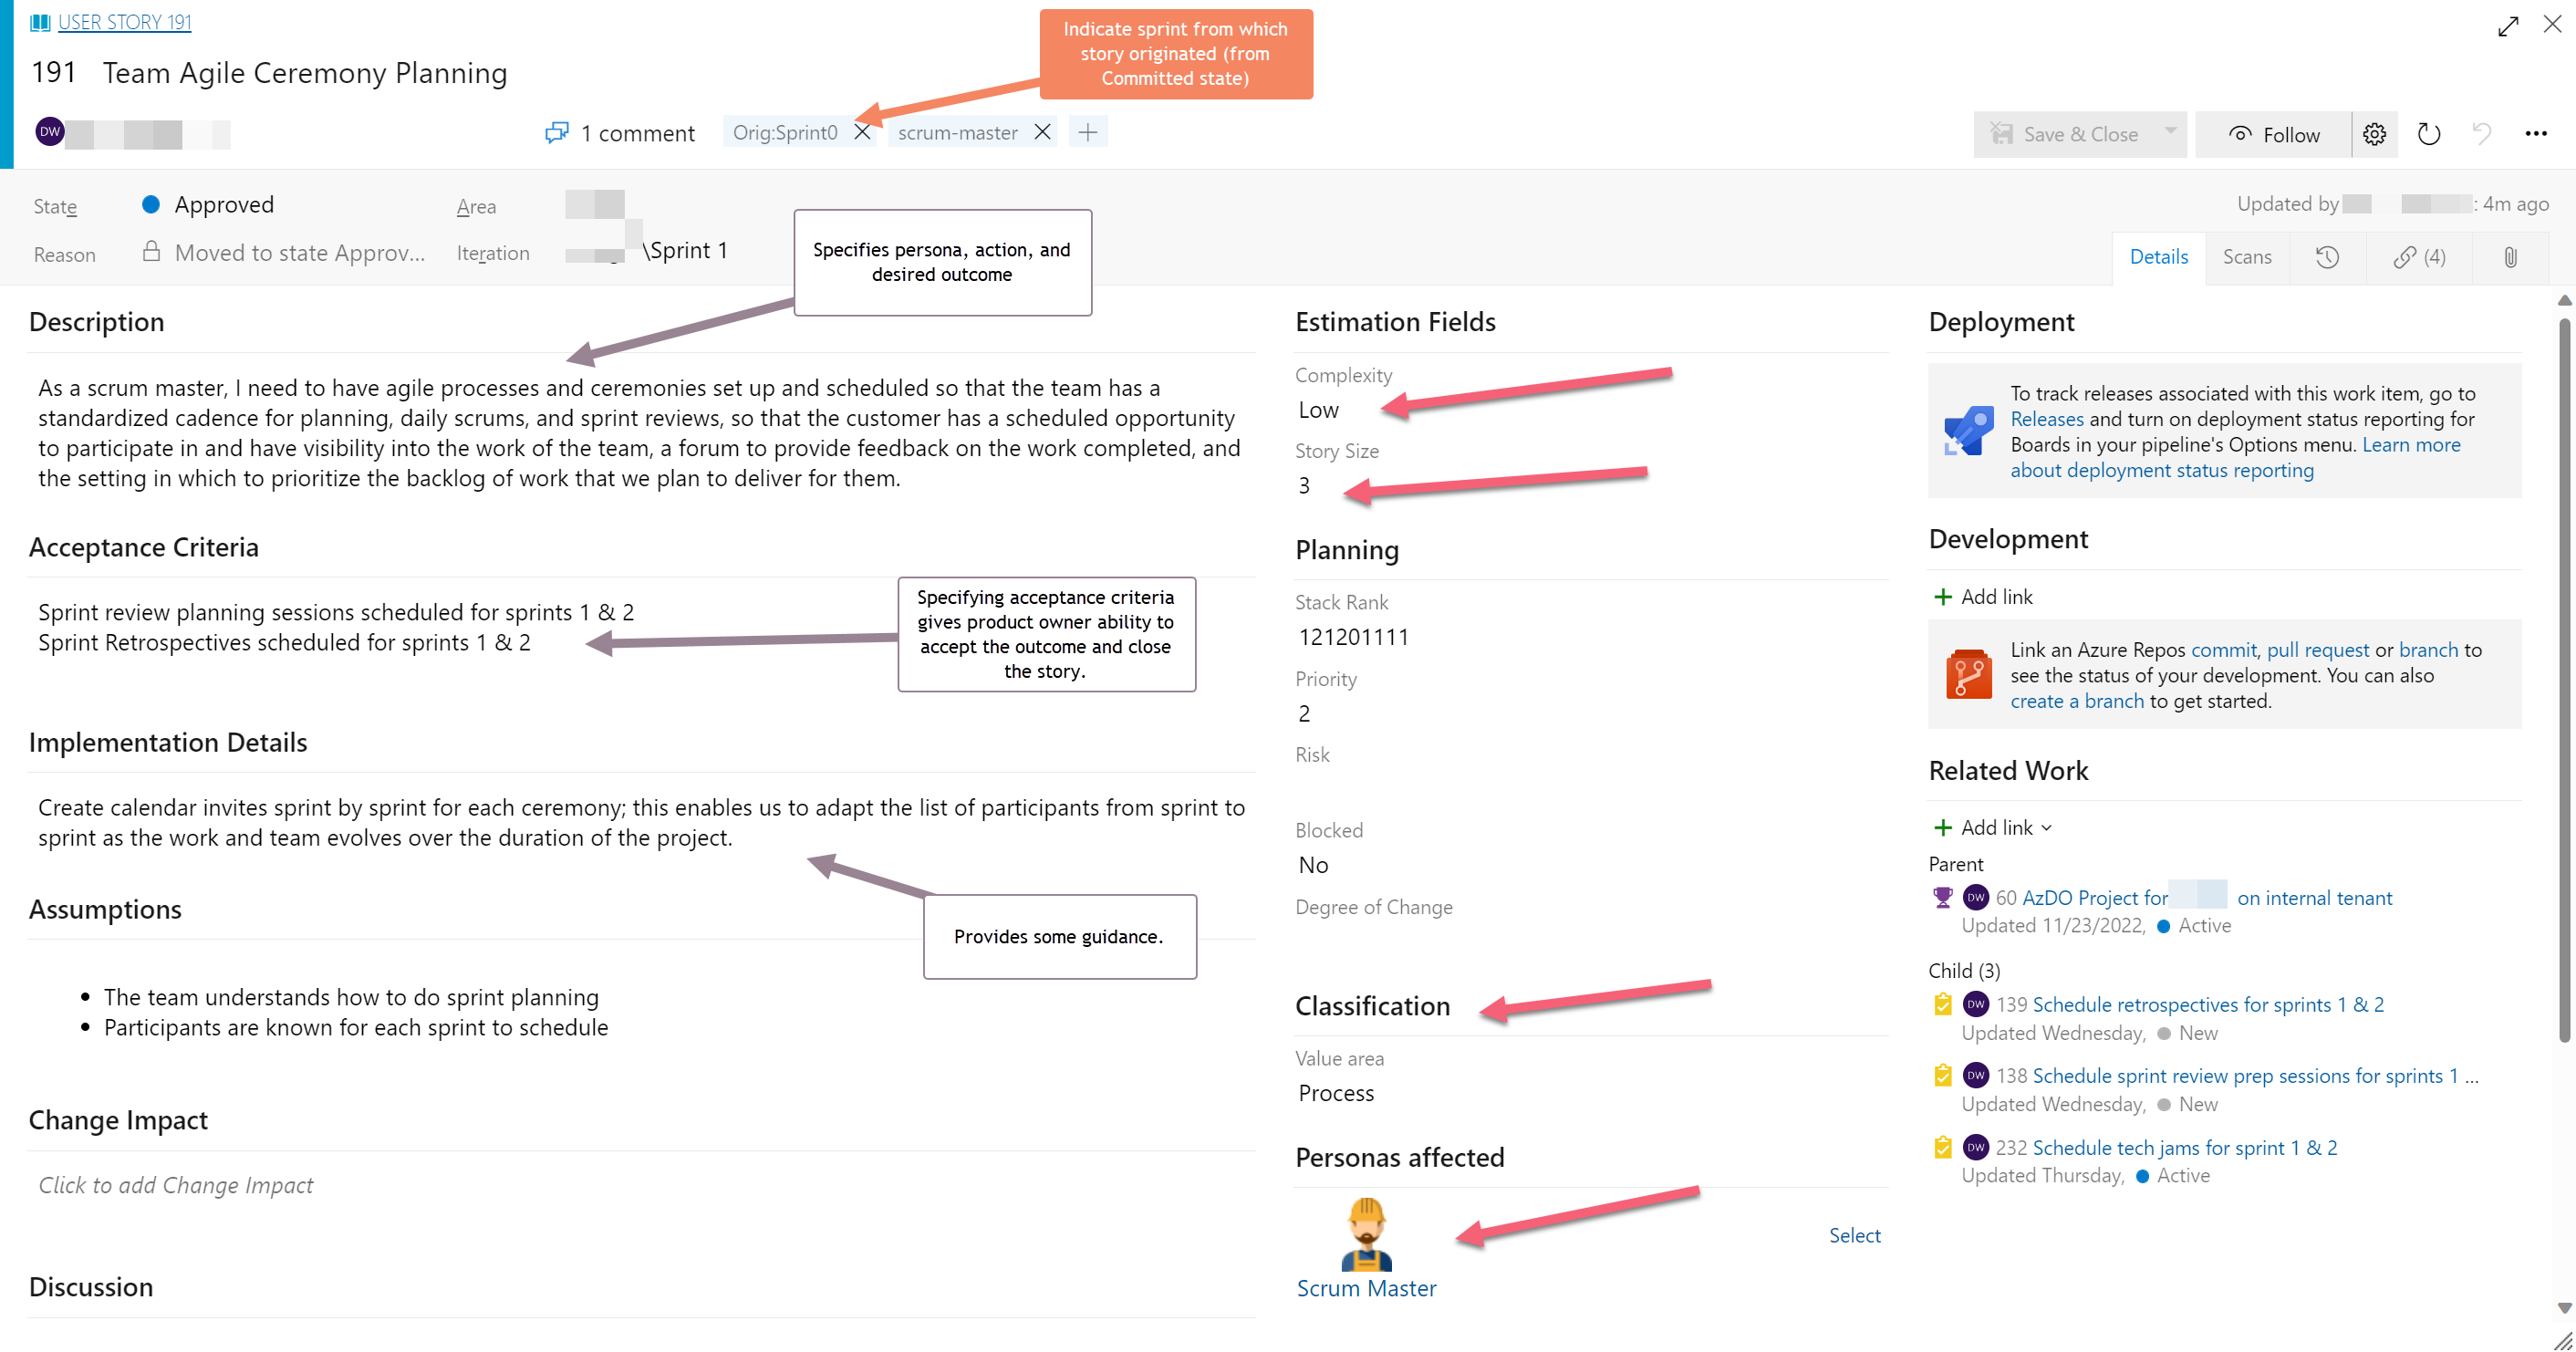 USER STORY 191
191 Team Agile Ceremony Planning
Indicate sprint from which
story originated (from
Committed state)
DW
1 comment
Orig:Sprint0
scrum-master
Save & Close
Follow
State
Approved
Area
Updated by : 4m ago
Reason
Moved to state Approv...
Iteration
\Sprint 1
Details
Scans
(4)
Specifies persona, action, and
desired outcome
Description
As a scrum master, I need to have agile processes and ceremonies set up and scheduled so that the team has a
standardized cadence for planning, daily scrums, and sprint reviews, so that the customer has a scheduled opportunity
to participate in and have visibility into the work of the team, a forum to provide feedback on the work completed, and
the setting in which to prioritize the backlog of work that we plan to deliver for them.
Acceptance Criteria
Sprint review planning sessions scheduled for sprints 1 & 2
Sprint Retrospectives scheduled for sprints 1 & 2
Specifying acceptance criteria
gives product owner ability to
accept the outcome and close
the story.
Implementation Details
Create calendar invites sprint by sprint for each ceremony; this enables us to adapt the list of participants from sprint to
sprint as the work and team evolves over the duration of the project.
Provides some guidance.
Assumptions
• The team understands how to do sprint planning
• Participants are known for each sprint to schedule
Change Impact
Click to add Change Impact
Discussion
Estimation Fields
Complexity
Low
Story Size
3
Planning
Stack Rank
121201111
Priority
2
Risk
Blocked
No
Degree of Change
Classification
Value area
Process
Personas affected
Select
Scrum Master
Deployment
To track releases associated with this work item, go to
Releases and turn on deployment status reporting for
Boards in your pipeline's Options menu. Learn more
about deployment status reporting
Development
Add link
Link an Azure Repos commit, pull request or branch to
see the status of your development. You can also
create a branch to get started.
Related Work
Add link
Parent
DW 60 AzDO Project for on internal tenant
Updated 11/23/2022, Active
Child (3)
DW 139 Schedule retrospectives for sprints 1 & 2
Updated Wednesday, New
DW 138 Schedule sprint review prep sessions for sprints 1 ...
Updated Wednesday, New
DW 232 Schedule tech jams for sprint 1 & 2
Updated Thursday, Active